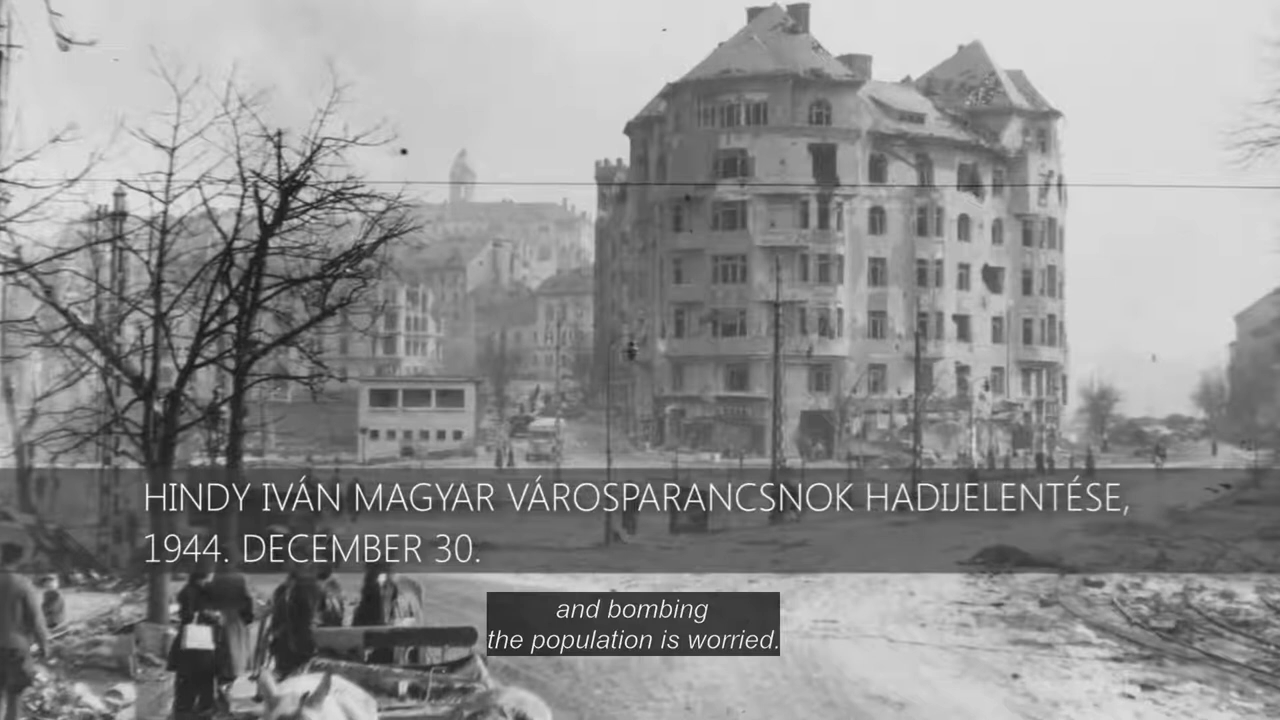 HINDY IVÁN MAGYAR VÁROSPARANCSNOK HADIJELENTÉSE,
1944. DECEMBER 30.
and bombing
the population is worried.